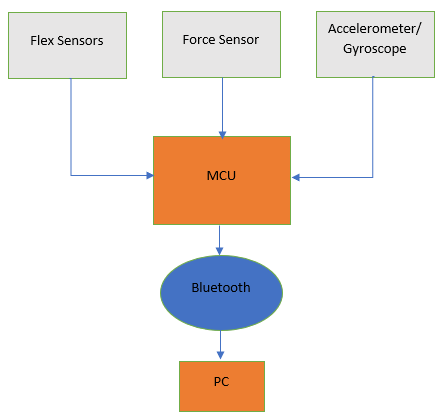 Flex Sensors
Force Sensor
Accelerometer/
Gyroscope
MCU
Bluetooth
PC